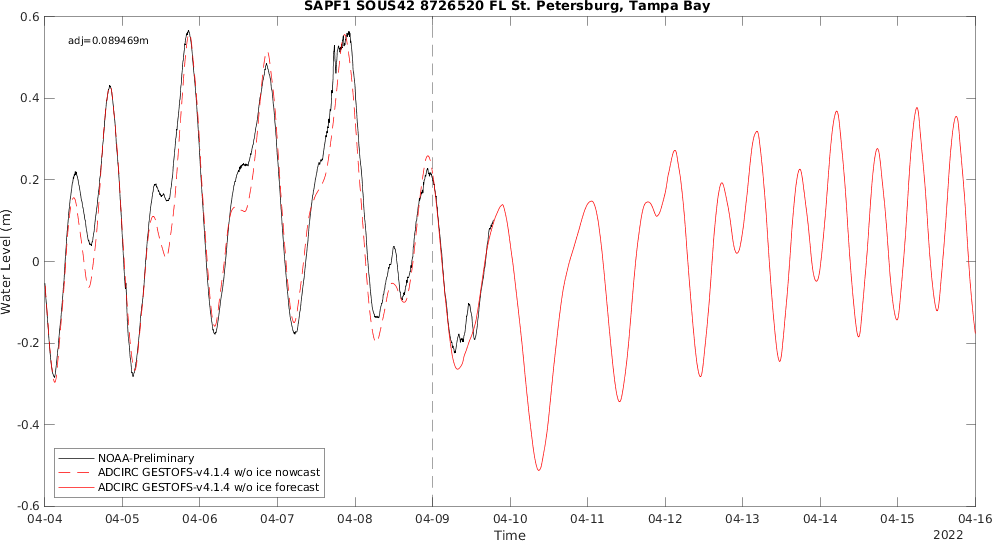 SAPF1 SOUS42 8726520 FL St. Petersburg, Tampa Bay
adj=0.089469m
0.6
0.4
0.2
0
-0.2
-0.4
-0.6
Water Level (m)
NOAA-Preliminary
ADCIRC GESTOFS-v4.1.4 w/o ice nowcast
ADCIRC GESTOFS-v4.1.4 w/o ice forecast
04-04 04-05 04-06 04-07 04-08 04-09 04-10 04-11 04-12 04-13 04-14 04-15 04-16
Time
2022